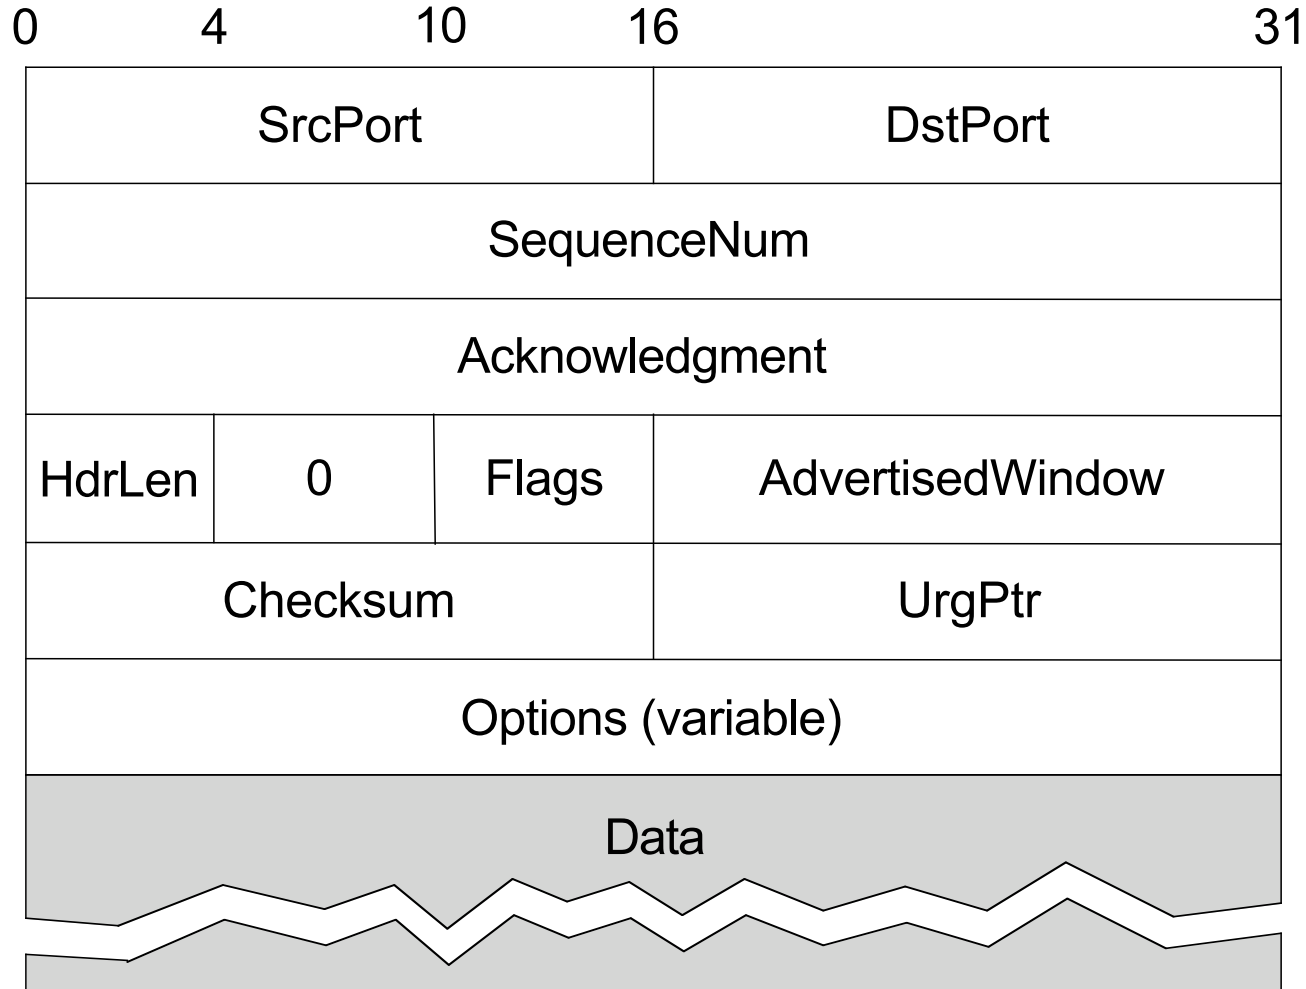 0 4 10 16 31
SrcPort DstPort
SequenceNum
Acknowledgment
HdrLen 0 Flags AdvertisedWindow
Checksum UrgPtr
Options (variable)
Data